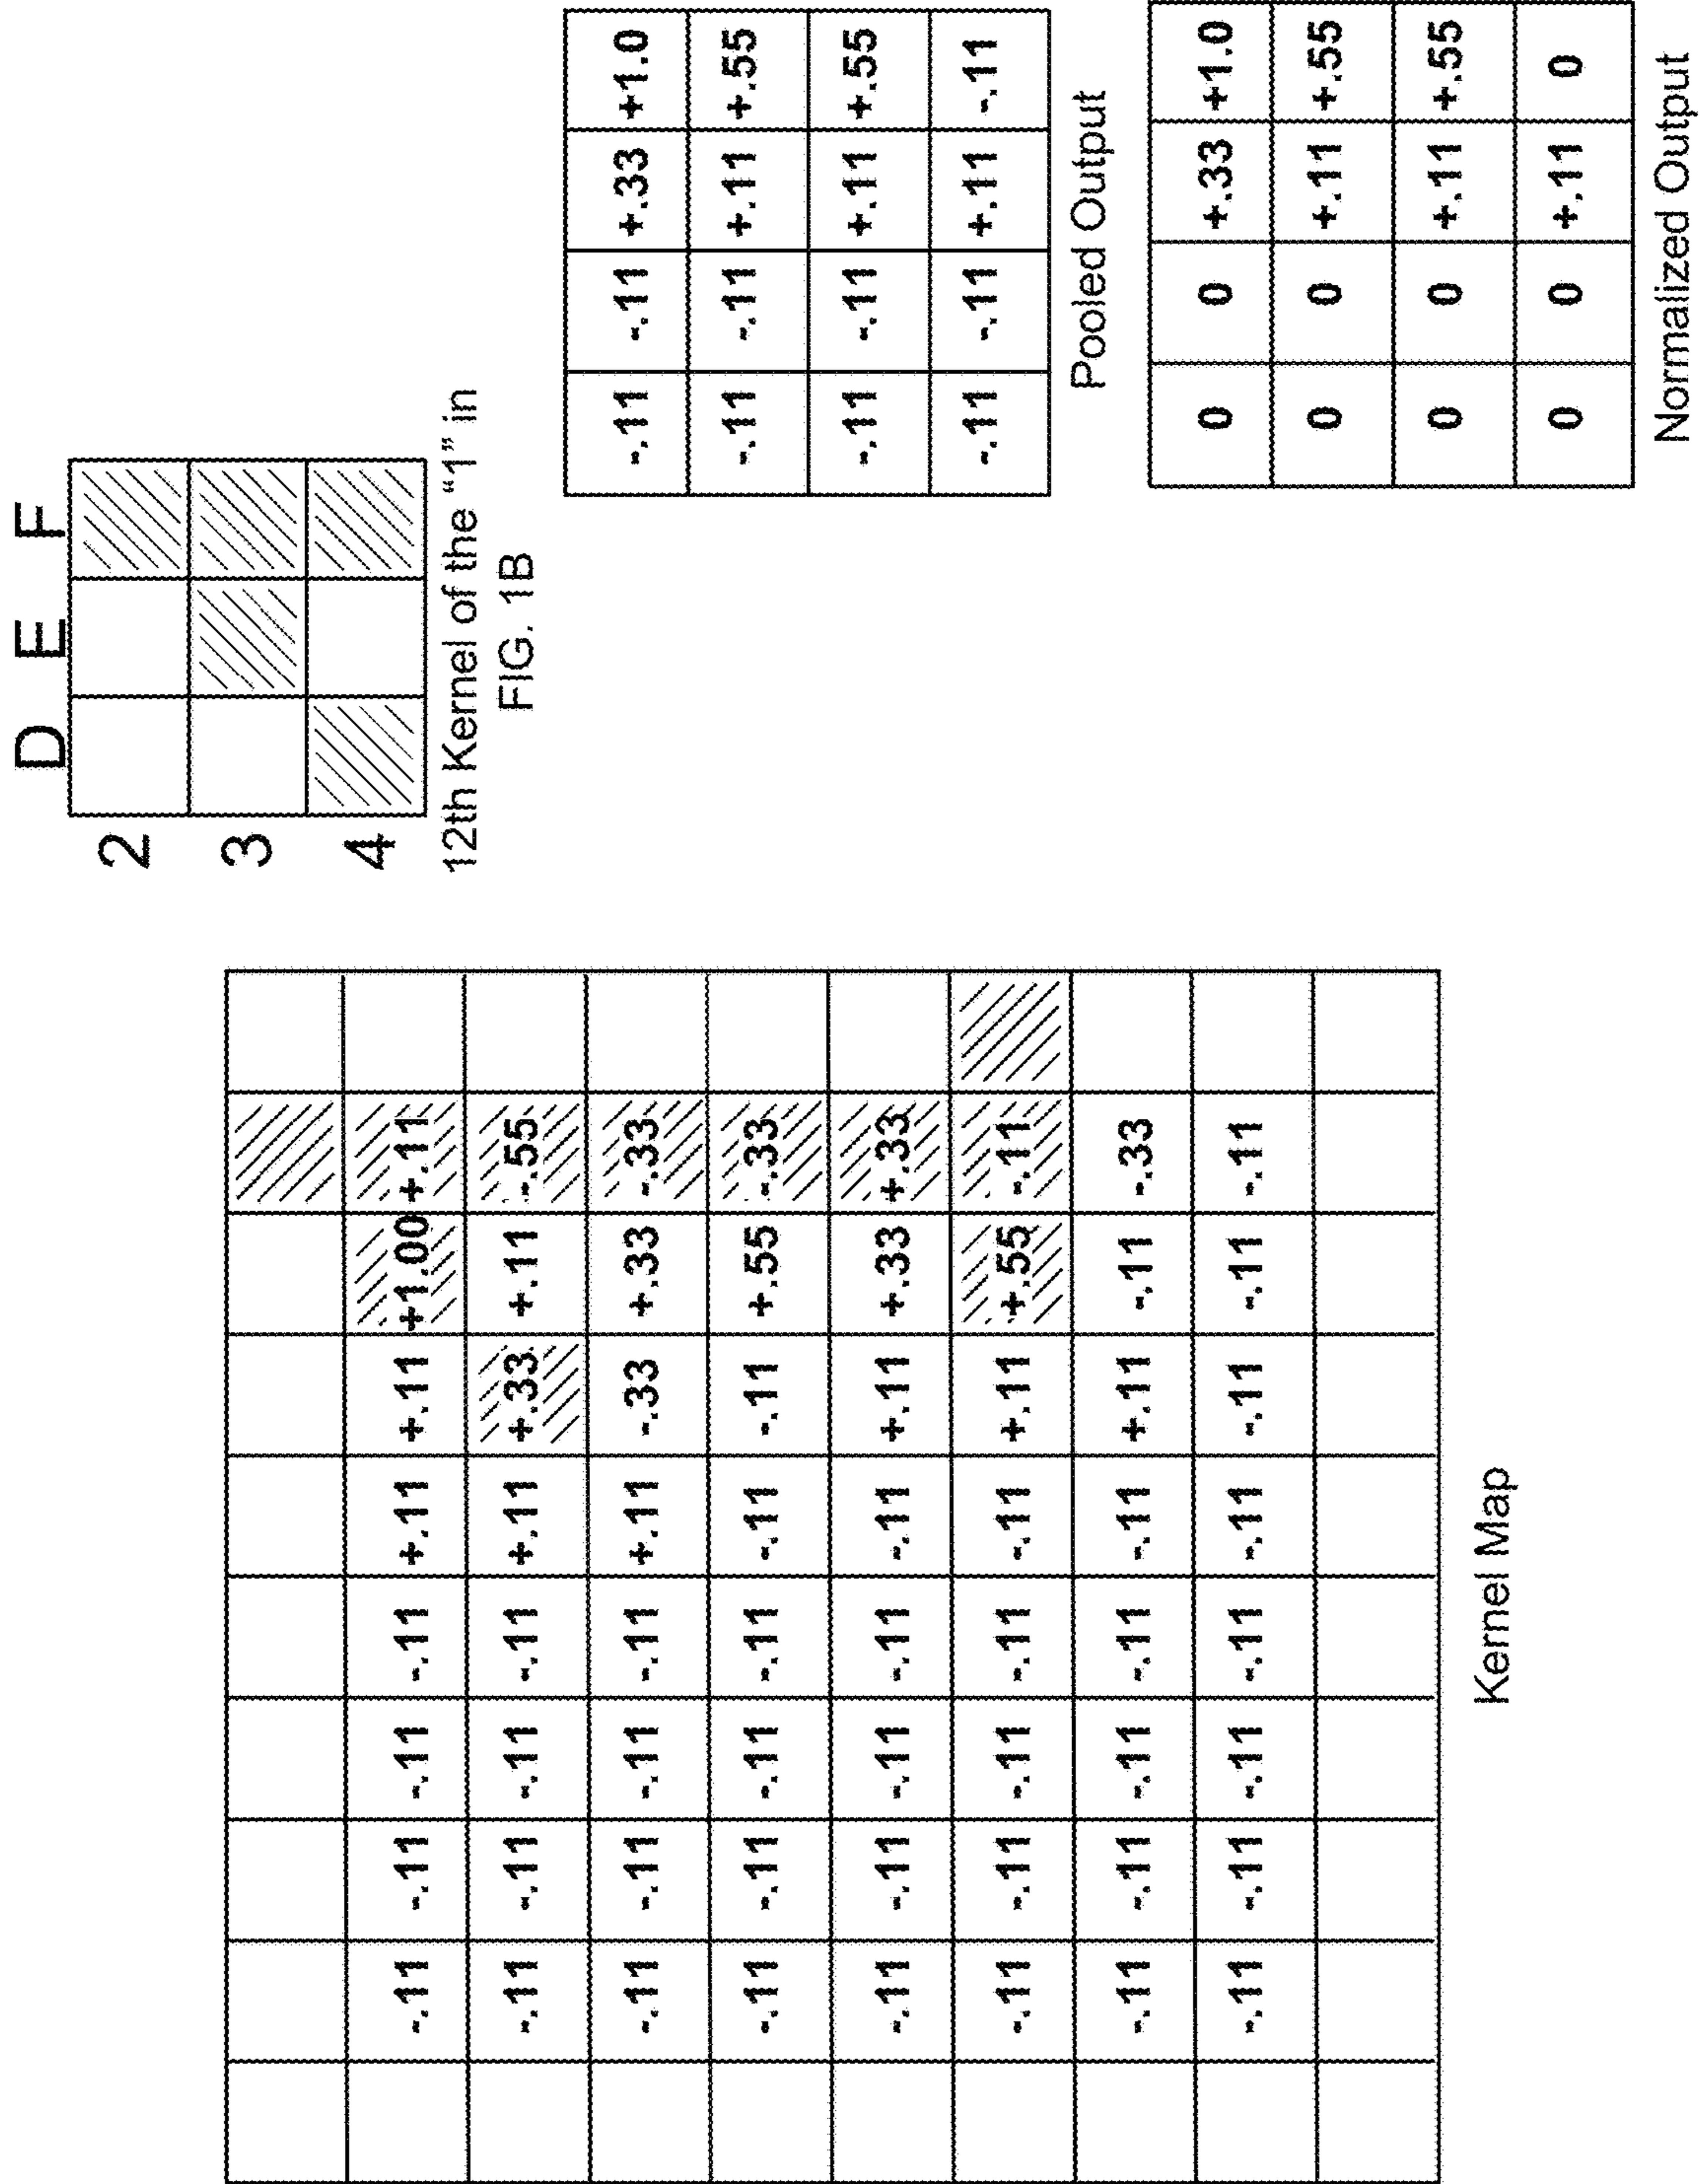 D E F
2
3
4
12th Kernel of the “1” in
FIG. 1B
-.11 -.11 -.11 -.11 +.11 +.11 +1.00 +.11
-.11 -.11 -.11 -.11 +.11 +.33 +.11 -.55
-.11 -.11 -.11 -.11 +.11 -.33 +.33 -.33
-.11 -.11 -.11 -.11 -.11 -.11 +.55 -.33
-.11 -.11 -.11 -.11 -.11 +.11 +.33 +.33
-.11 -.11 -.11 -.11 -.11 +.11 +.55 -.11
-.11 -.11 -.11 -.11 -.11 +.11 -.11 -.33
-.11 -.11 -.11 -.11 -.11 -.11 -.11 -.11
Kernel Map
-.11 -.11 +.33 +1.0
-.11 -.11 +.11 +.55
-.11 -.11 +.11 +.55
-.11 -.11 +.11 -.11
Pooled Output
0 0 +.33 +1.0
0 0 +.11 +.55
0 0 +.11 +.55
0 0 +.11 0
Normalized Output